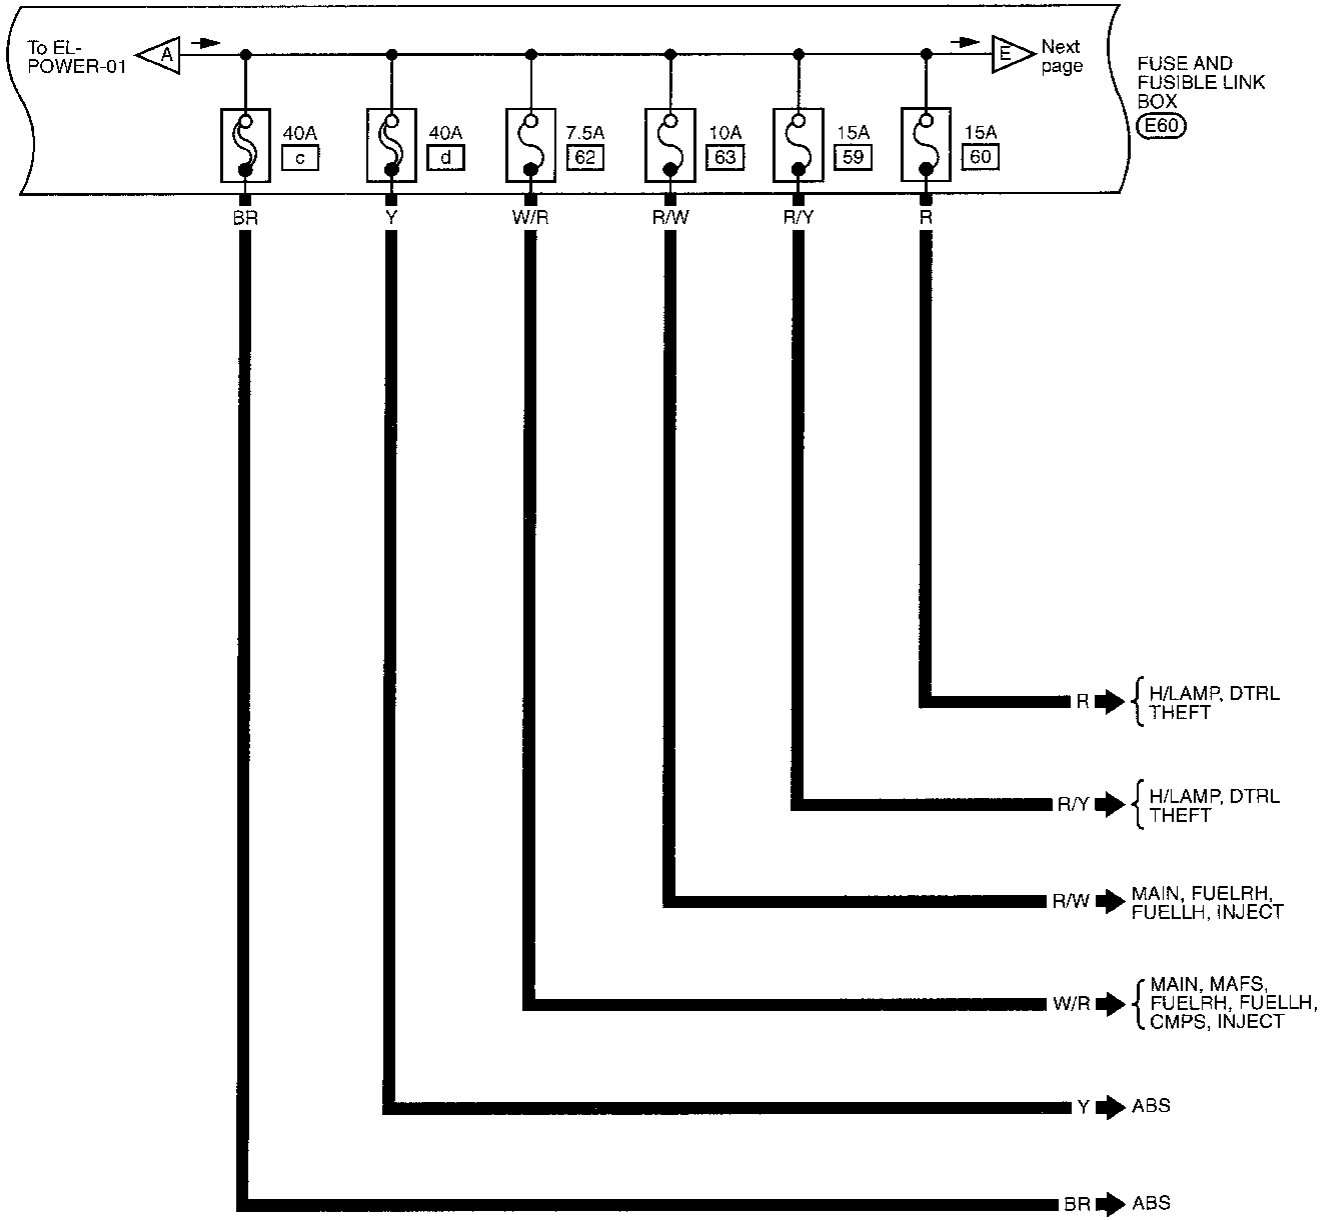 To EL-
POWER-01
A
E
Next
page
FUSE AND
FUSIBLE LINK
BOX
E60
40A
c
40A
d
7.5A
62
10A
63
15A
59
15A
60
BR
Y
W/R
R/W
R/Y
R
R
H/LAMP, DTRL
THEFT
R/Y
H/LAMP, DTRL
THEFT
R/W
MAIN, FUELRH,
FUELLH, INJECT
W/R
MAIN, MAFS,
FUELRH, FUELLH,
CMPS, INJECT
Y
ABS
BR
ABS